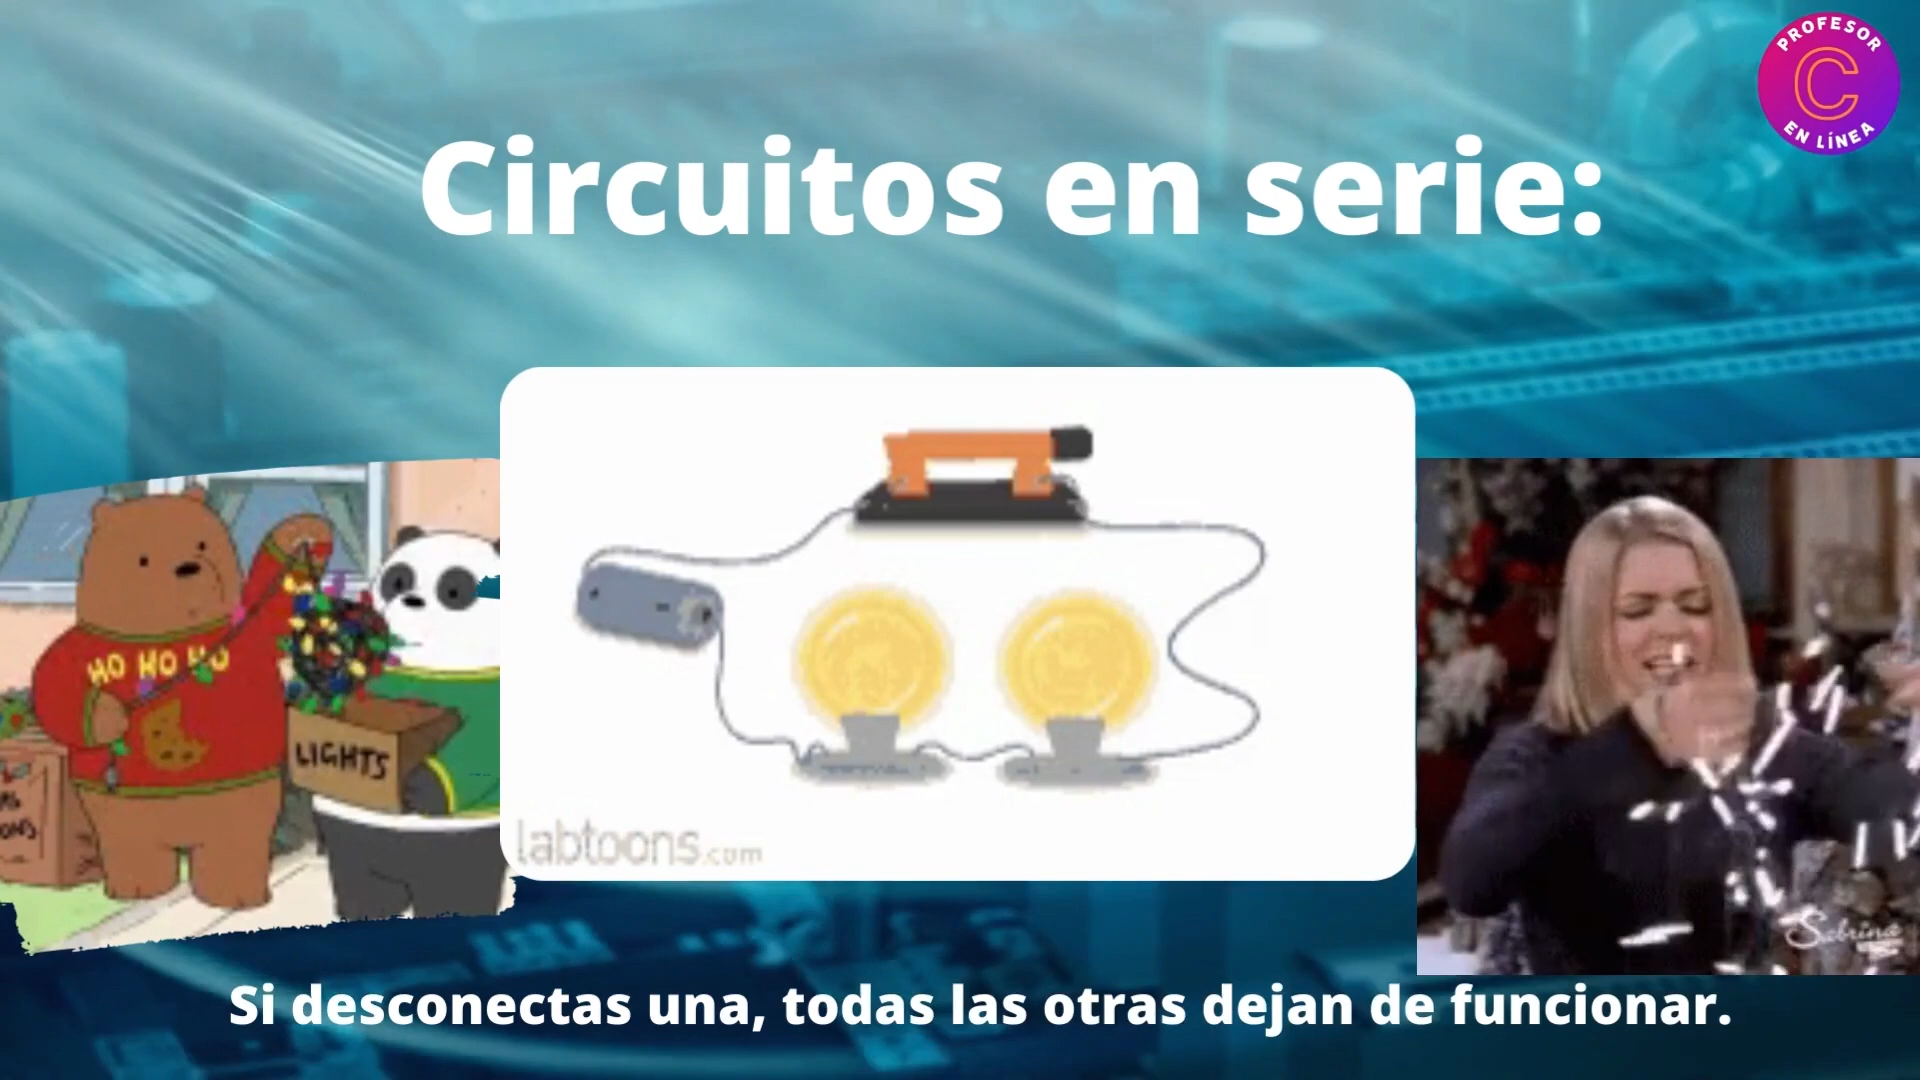 PROFESOR
C
EN LÍNEA
Circuitos en serie:
HO HO HO
LIGHTS
labtoons.com
Sabrina
Si desconectas una, todas las otras dejan de funcionar.